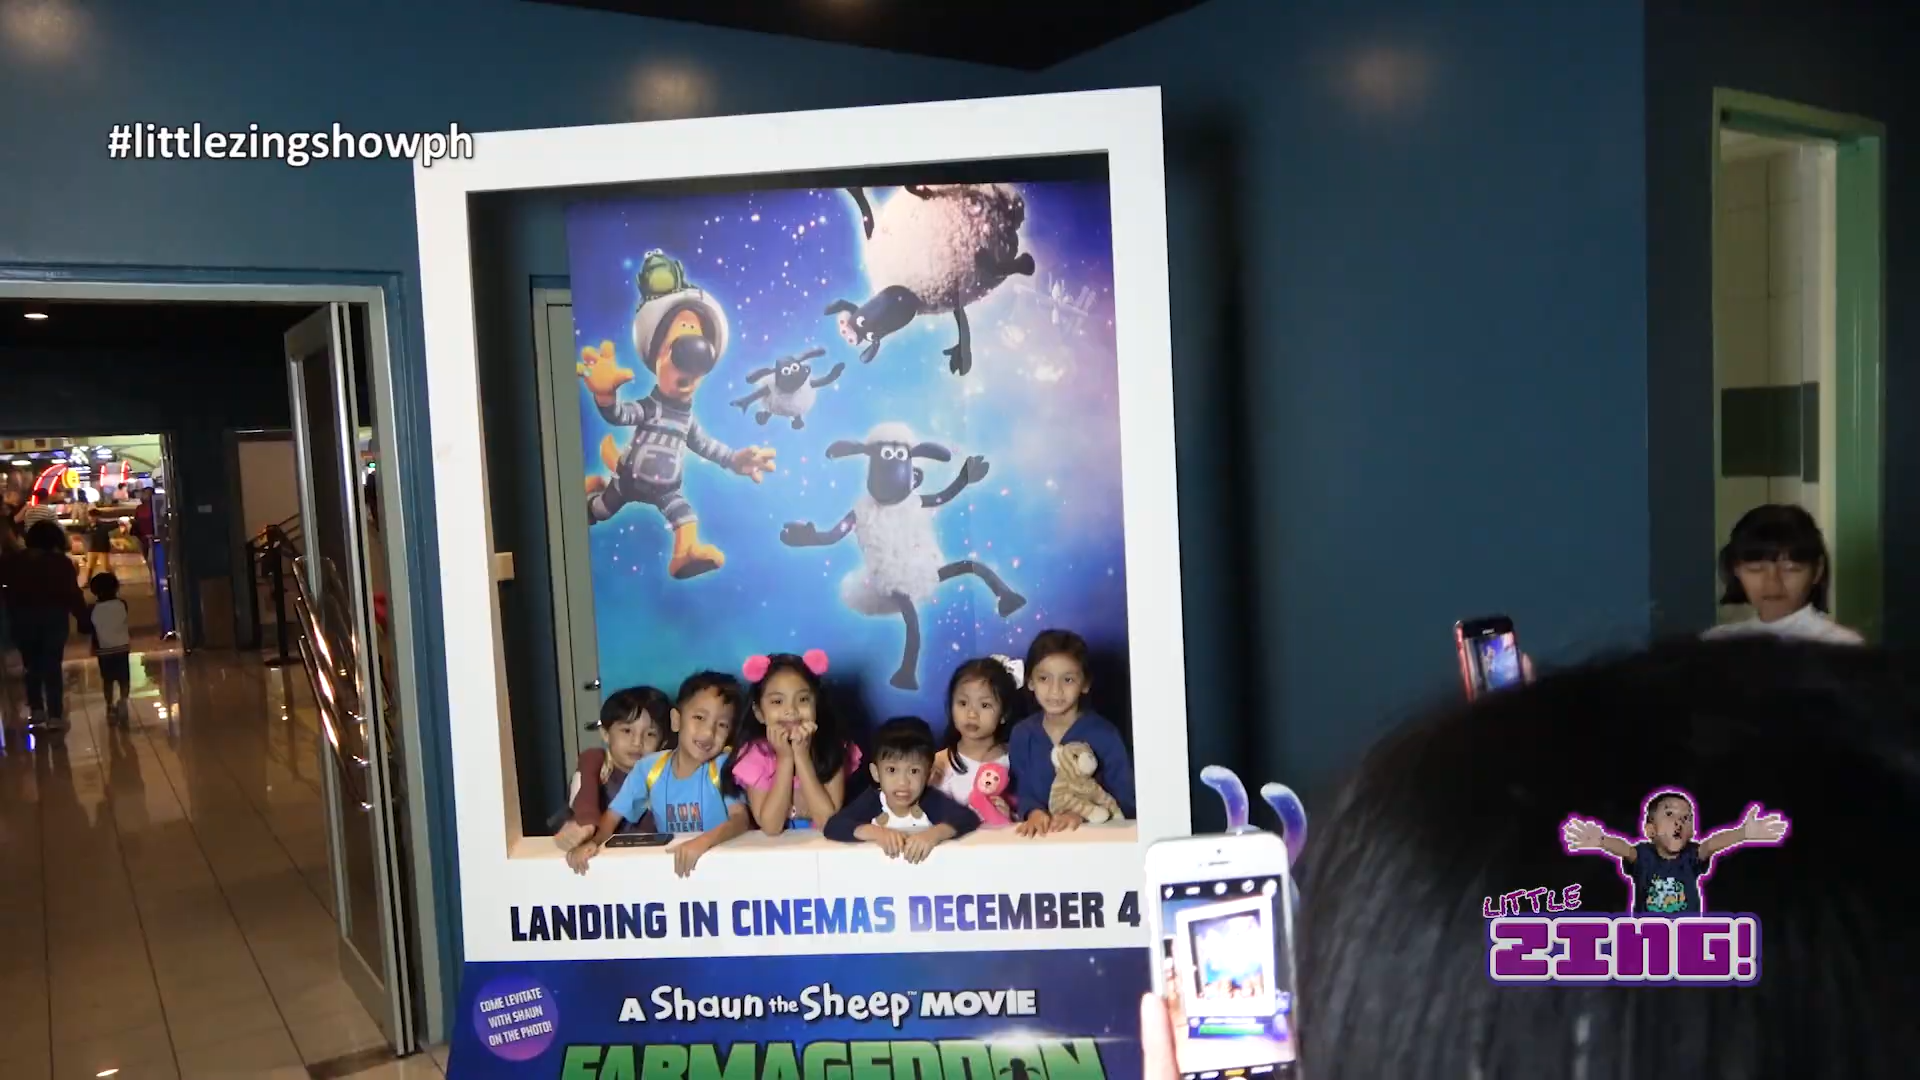 #littlezingshowph
LANDING IN CINEMAS DECEMBER 4
COME LEVITATE
WITH SHAUN
ON THE PHOTO!
A Shaun the Sheep™ MOVIE
FARMAGEDDON
LITTLE
ZING!